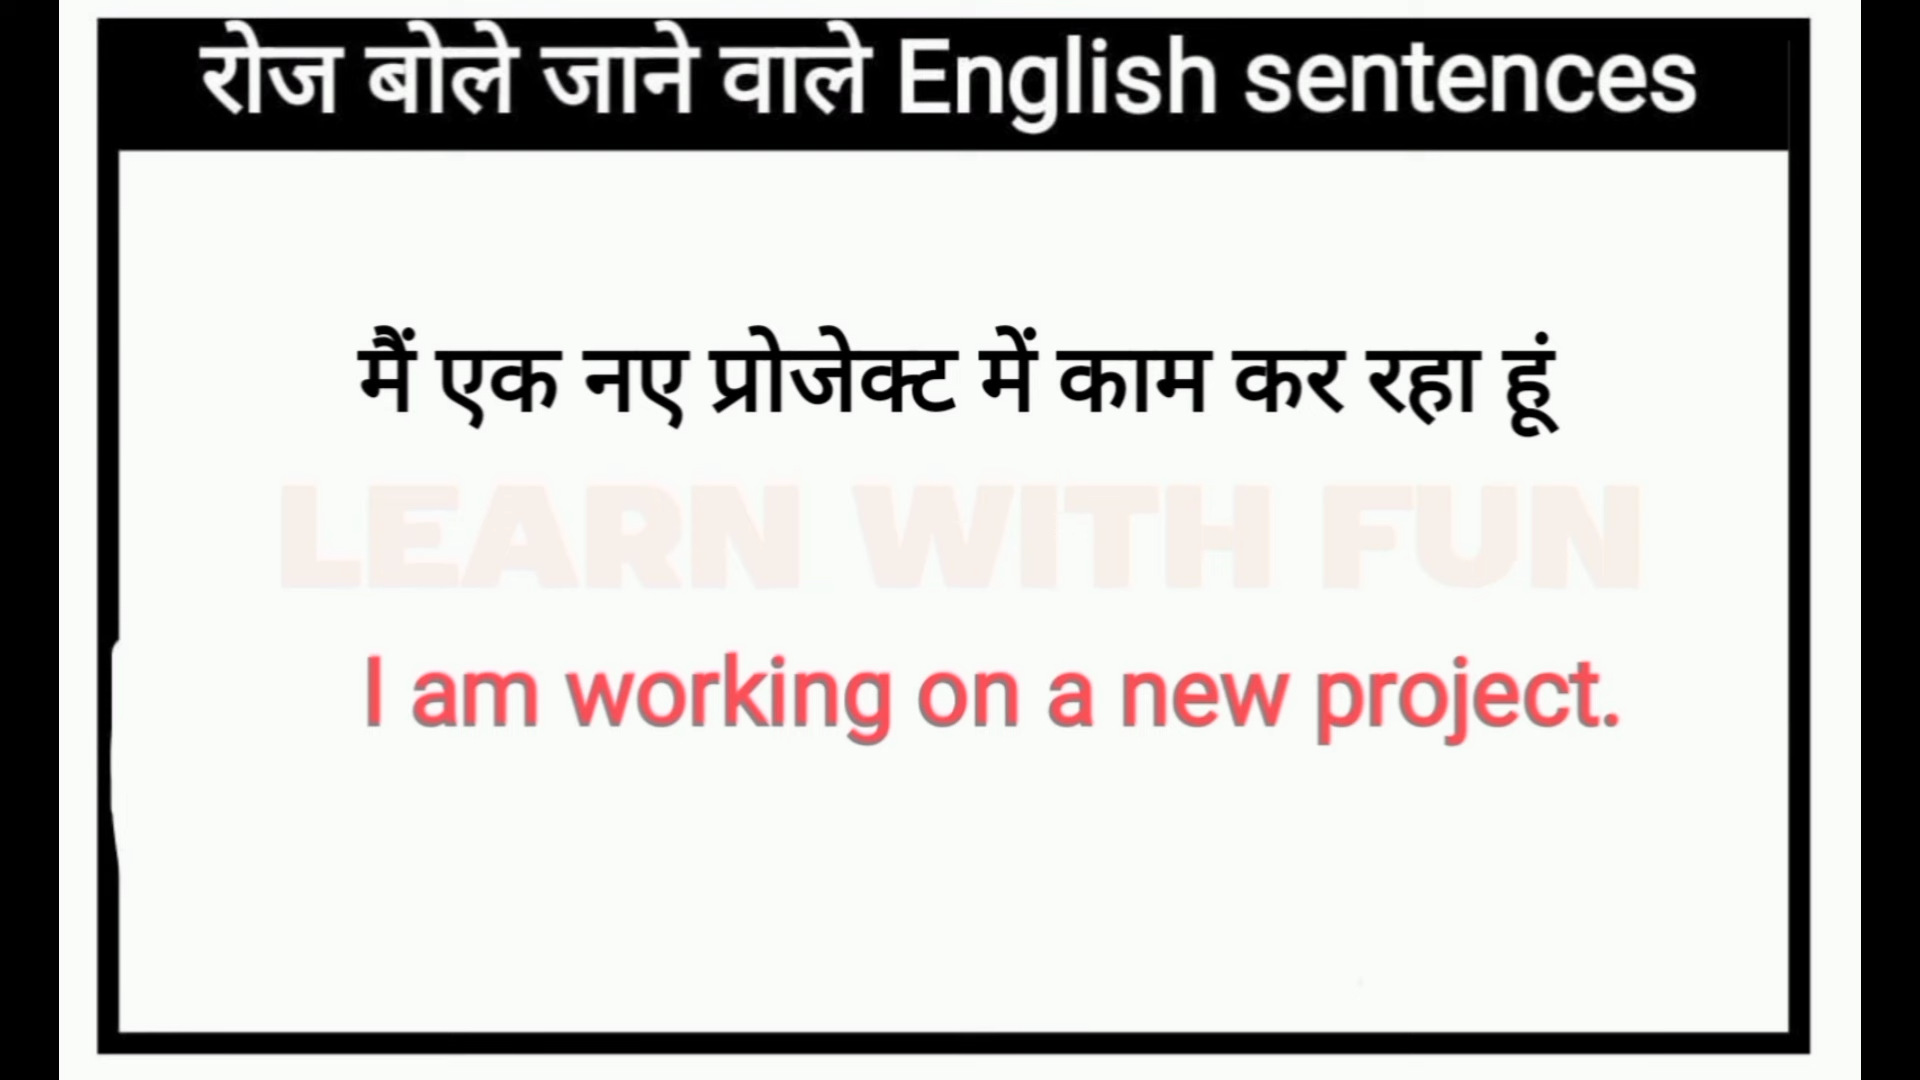 रोज बोले जाने वाले English sentences
मैं एक नए प्रोजेक्ट में काम कर रहा हूं
LEARN WITH FUN
I am working on a new project.